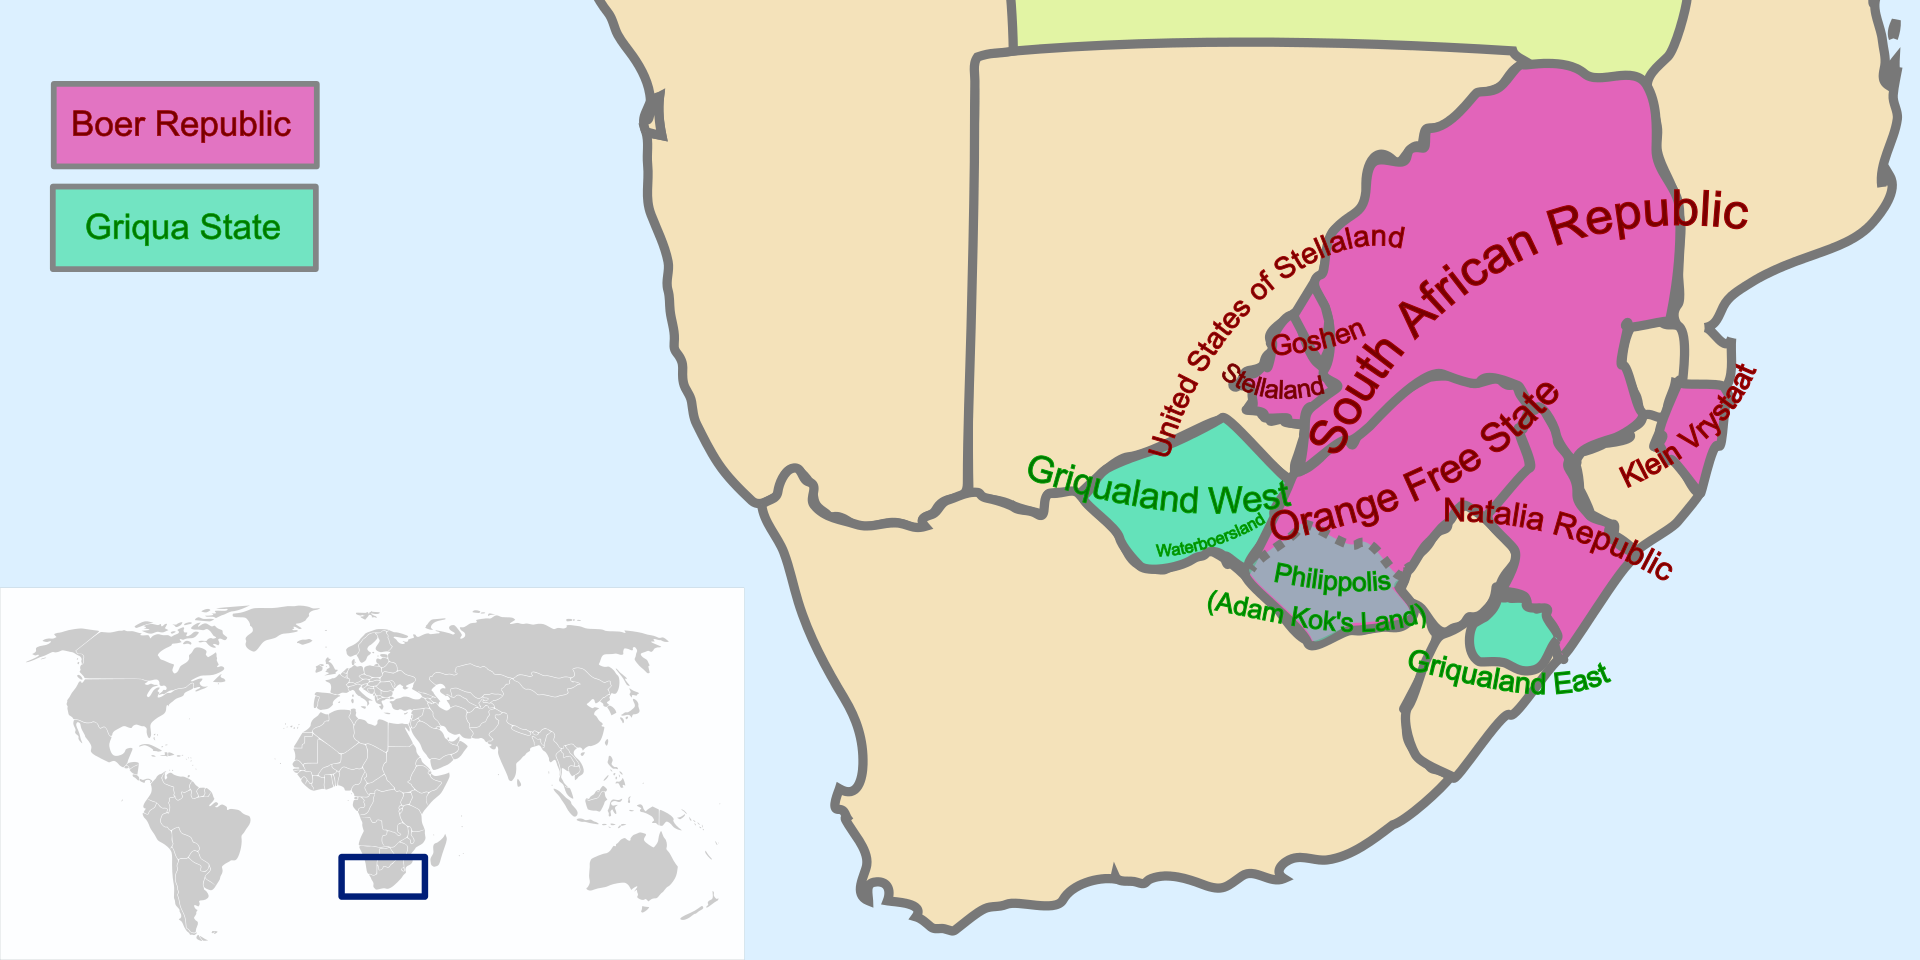 Boer Republic
Griqua State
South African Republic
United States of Stellaland
Goshen
Stellaland
Klein Vrystaat
Orange Free State
Griqualand West
Waterboersland
Natalia Republic
Philippolis
(Adam Kok's Land)
Griqualand East